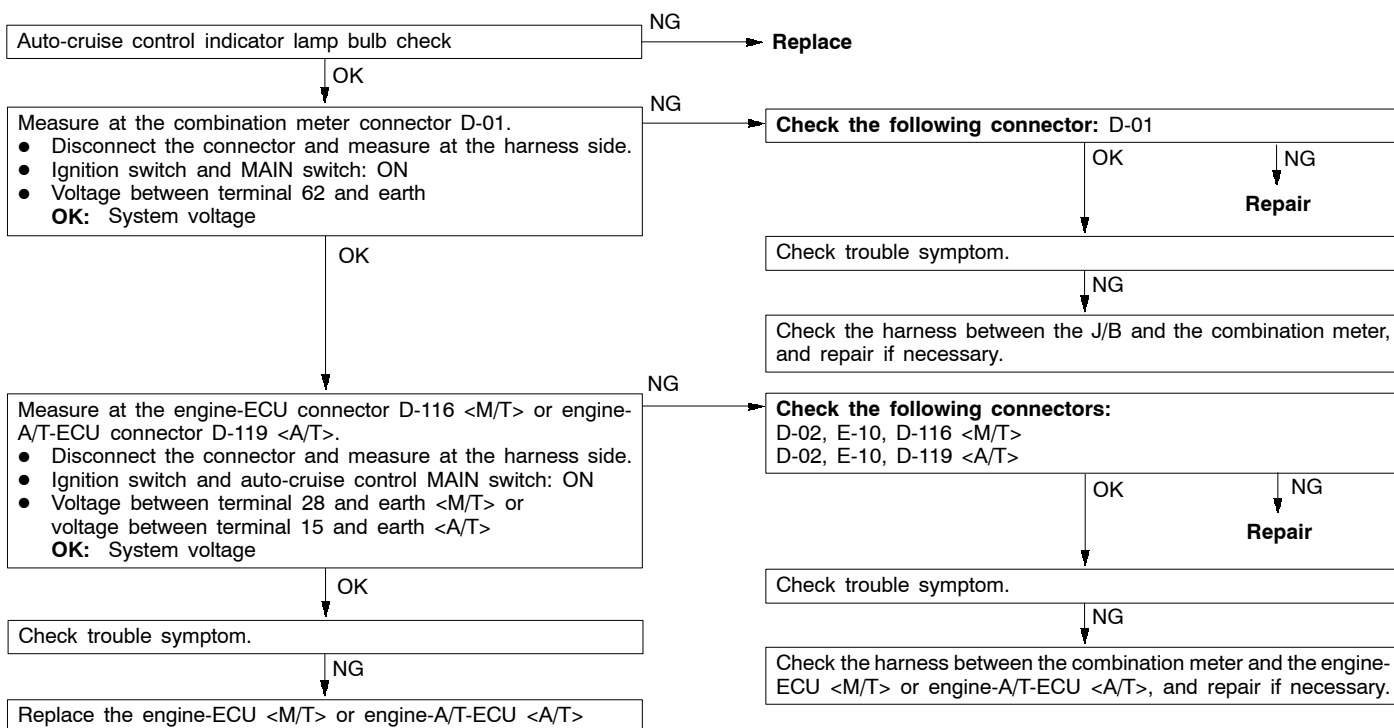 Auto-cruise control indicator lamp bulb check
NG
Replace
OK
Measure at the combination meter connector D-01.
● Disconnect the connector and measure at the harness side.
● Ignition switch and MAIN switch: ON
● Voltage between terminal 62 and earth
OK: System voltage
NG
Check the following connector: D-01
OK
NG
Repair
Check trouble symptom.
NG
Check the harness between the J/B and the combination meter,
and repair if necessary.
OK
Measure at the engine-ECU connector D-116 <M/T> or engine-
A/T-ECU connector D-119 <A/T>.
● Disconnect the connector and measure at the harness side.
● Ignition switch and auto-cruise control MAIN switch: ON
● Voltage between terminal 28 and earth <M/T> or
voltage between terminal 15 and earth <A/T>
OK: System voltage
NG
Check the following connectors:
D-02, E-10, D-116 <M/T>
D-02, E-10, D-119 <A/T>
OK
NG
Repair
Check trouble symptom.
NG
Check the harness between the combination meter and the engine-
ECU <M/T> or engine-A/T-ECU <A/T>, and repair if necessary.
OK
Check trouble symptom.
NG
Replace the engine-ECU <M/T> or engine-A/T-ECU <A/T>